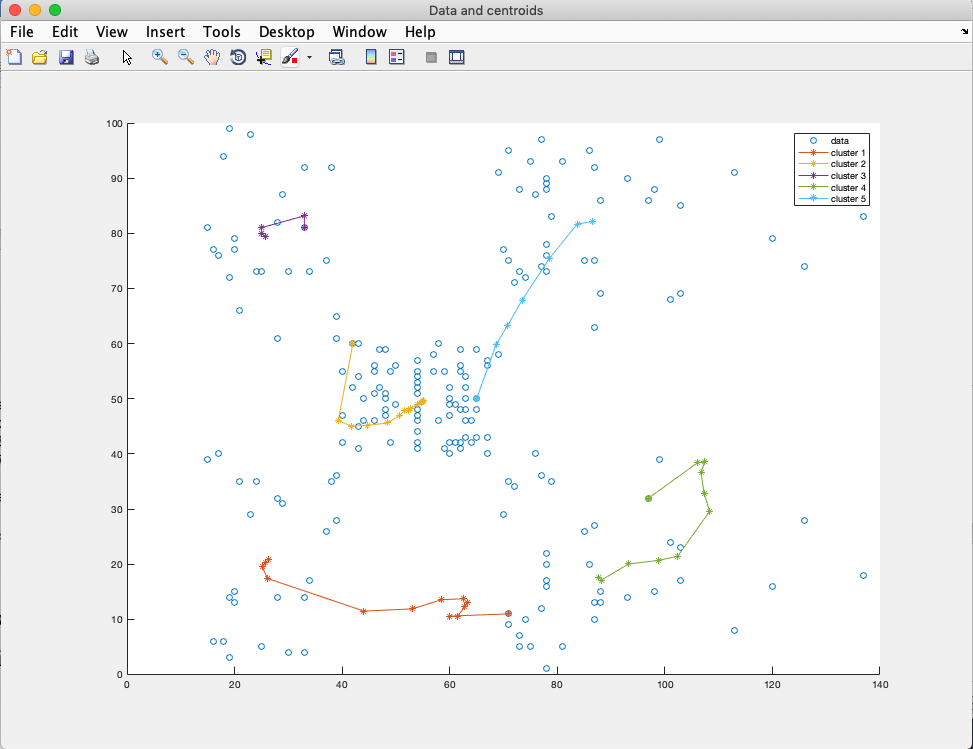 Data and centroids
File Edit View Insert Tools Desktop Window Help
100
90
80
70
60
50
40
30
20
10
0
0 20 40 60 80 100 120 140
data
cluster 1
cluster 2
cluster 3
cluster 4
cluster 5